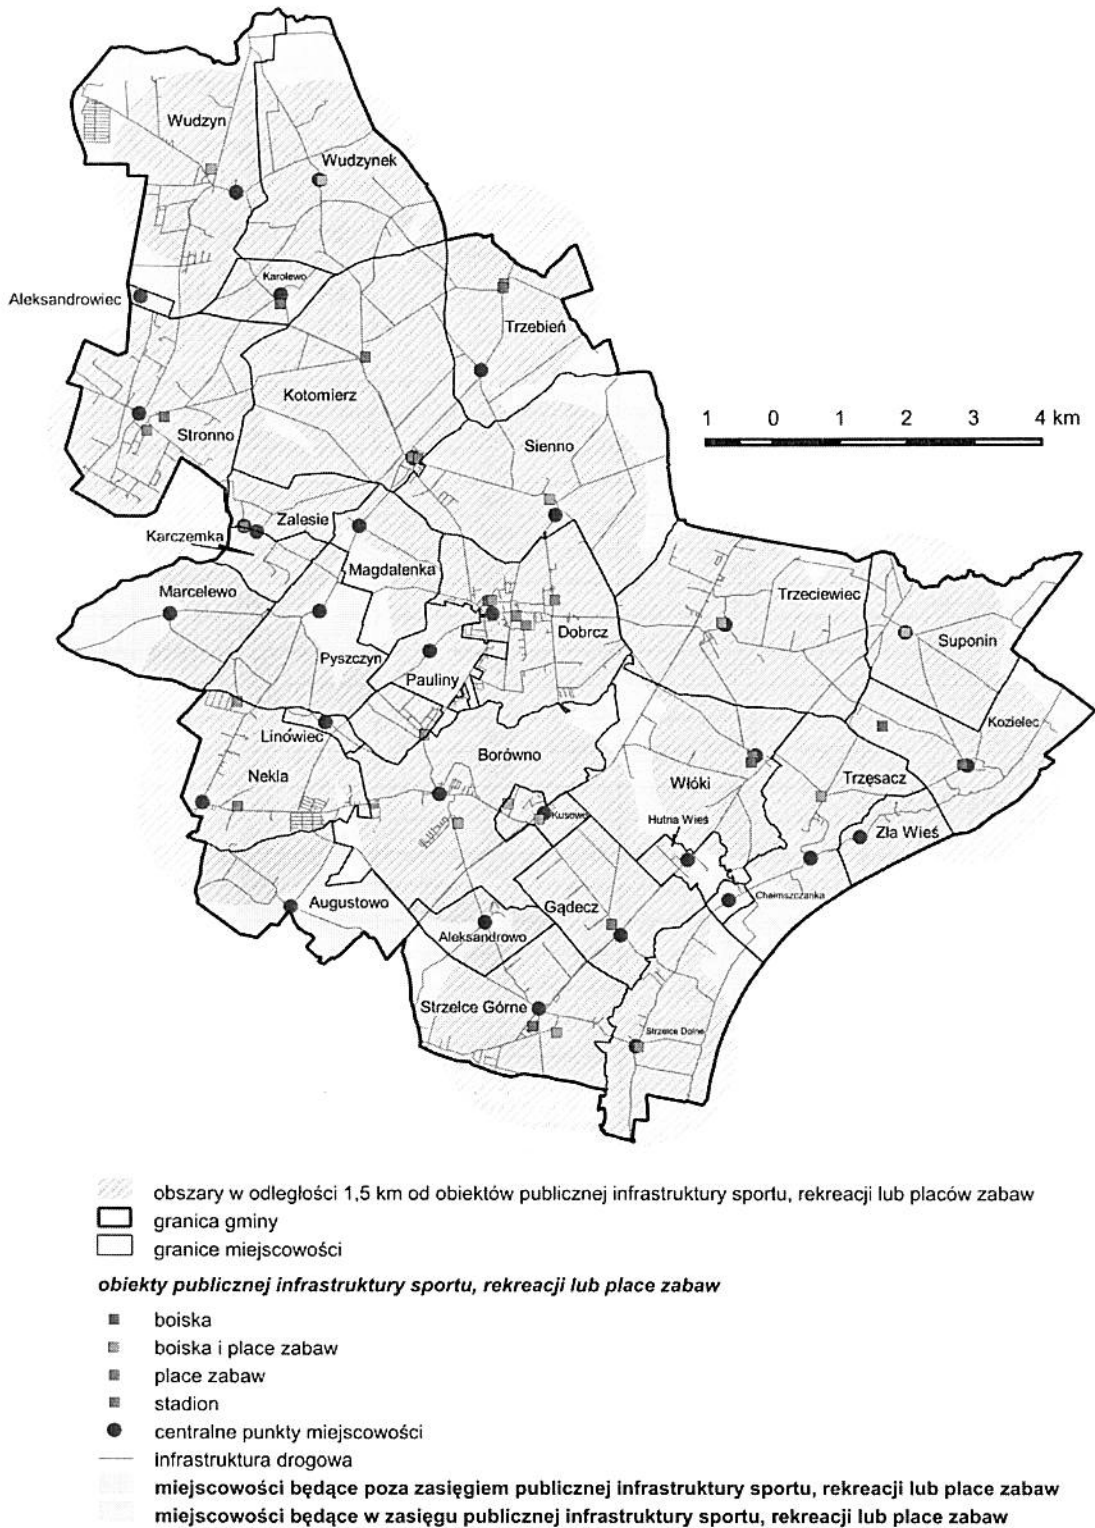 Wudzyn
Wudzynek
Karolewo
Aleksandrowiec
Trzebień
Kotomierz
Stronno
Sienno
1 0 1 2 4 km
Zalesie
Karczemka
Magdalenka
Marcelewo
Trzeciewiec
Dobrcz
Suponin
Pyszczyn
Pauliny
Kozielec
Linówiec
Borówno
Nekla
Włóki
Trzęsacz
Kusowo
Hutna Wieś
Zła Wieś
Chełmszczonka
Augustowo
Gądecz
Aleksandrowo
Strzelce Górne
Strzelce Dolne
obszary w odległości 1,5 km od obiektów publicznej infrastruktury sportu, rekreacji lub placów zabaw
granica gminy
granice miejscowości
obiekty publicznej infrastruktury sportu, rekreacji lub place zabaw
boiska
boiska i place zabaw
place zabaw
stadion
centralne punkty miejscowości
infrastruktura drogowa
miejscowości będące poza zasięgiem publicznej infrastruktury sportu, rekreacji lub place zabaw
miejscowości będące w zasięgu publicznej infrastruktury sportu, rekreacji lub place zabaw